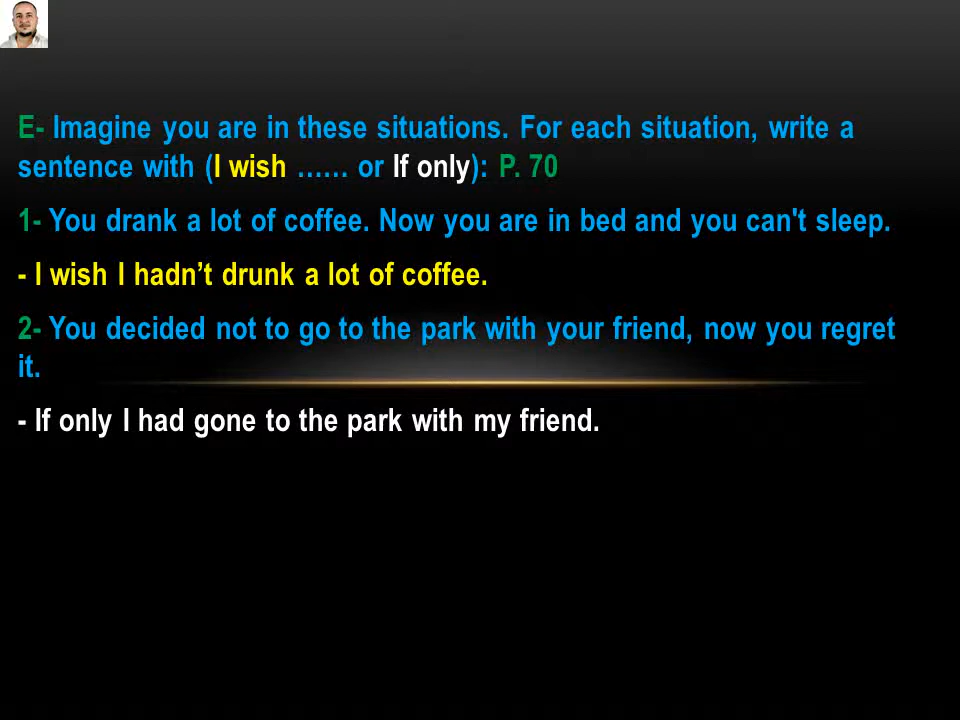 E- Imagine you are in these situations. For each situation, write a
sentence with (I wish …… or If only): P. 70
1- You drank a lot of coffee. Now you are in bed and you can't sleep.
- I wish I hadn’t drunk a lot of coffee.
2- You decided not to go to the park with your friend, now you regret
it.
- If only I had gone to the park with my friend.